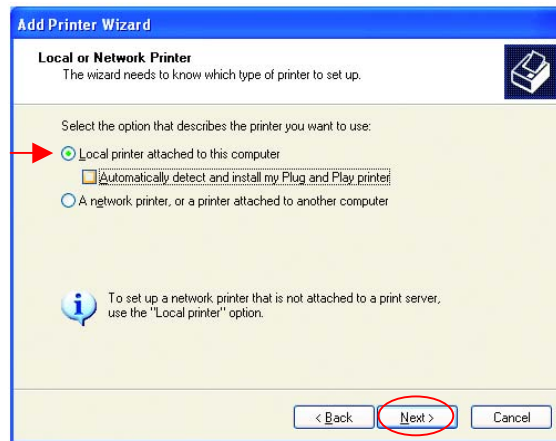 Add Printer Wizard
Local or Network Printer
The wizard needs to know which type of printer to set up.
Select the option that describes the printer you want to use:
Local printer attached to this computer
Automatically detect and install my Plug and Play printer
A network printer, or a printer attached to another computer
To set up a network printer that is not attached to a print server,
use the "Local printer" option.
< Back Next > Cancel